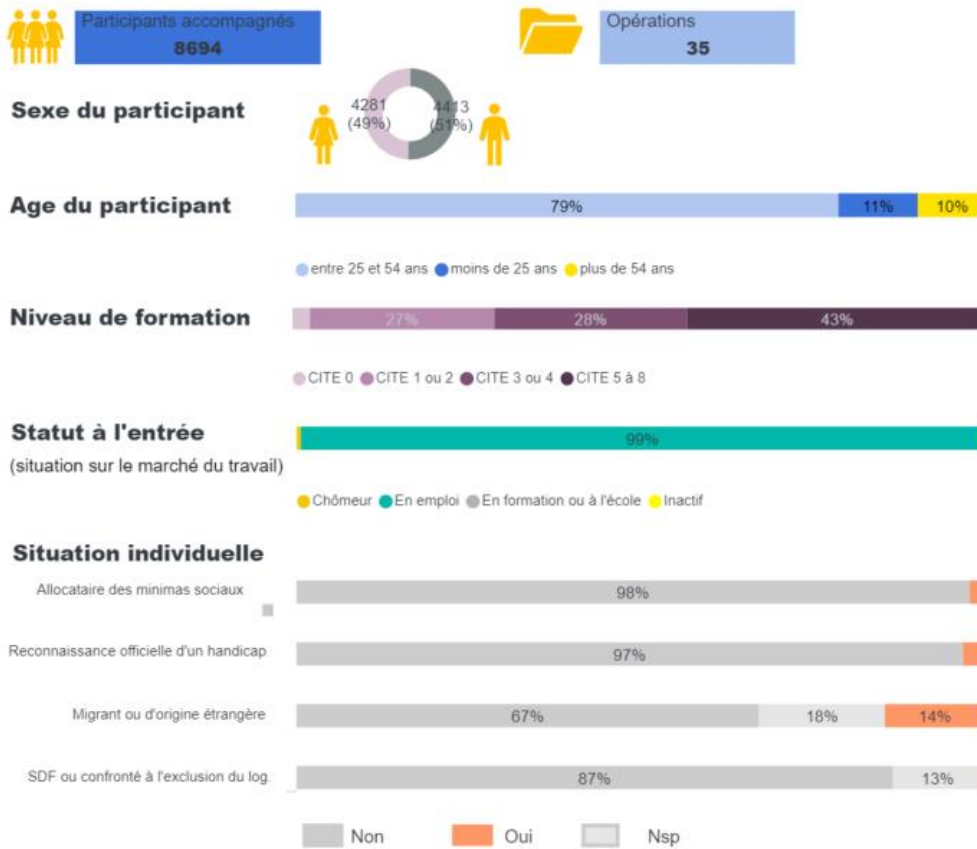 Participants accompagnés
8694
Opérations
35
Sexe du participant
4281
(49%)
4413
(51%)
Age du participant
79%
11%
10%
entre 25 et 54 ans moins de 25 ans plus de 54 ans
Niveau de formation
27%
28%
43%
CITE 0 CITE 1 ou 2 CITE 3 ou 4 CITE 5 à 8
Statut à l'entrée
(situation sur le marché du travail)
99%
Chômeur En emploi En formation ou à l'école Inactif
Situation individuelle
Allocataire des minimas sociaux
98%
Reconnaissance officielle d'un handicap
97%
Migrant ou d'origine étrangère
67%
18%
14%
SDF ou confronté à l'exclusion du log.
87%
13%
Non Oui Nsp